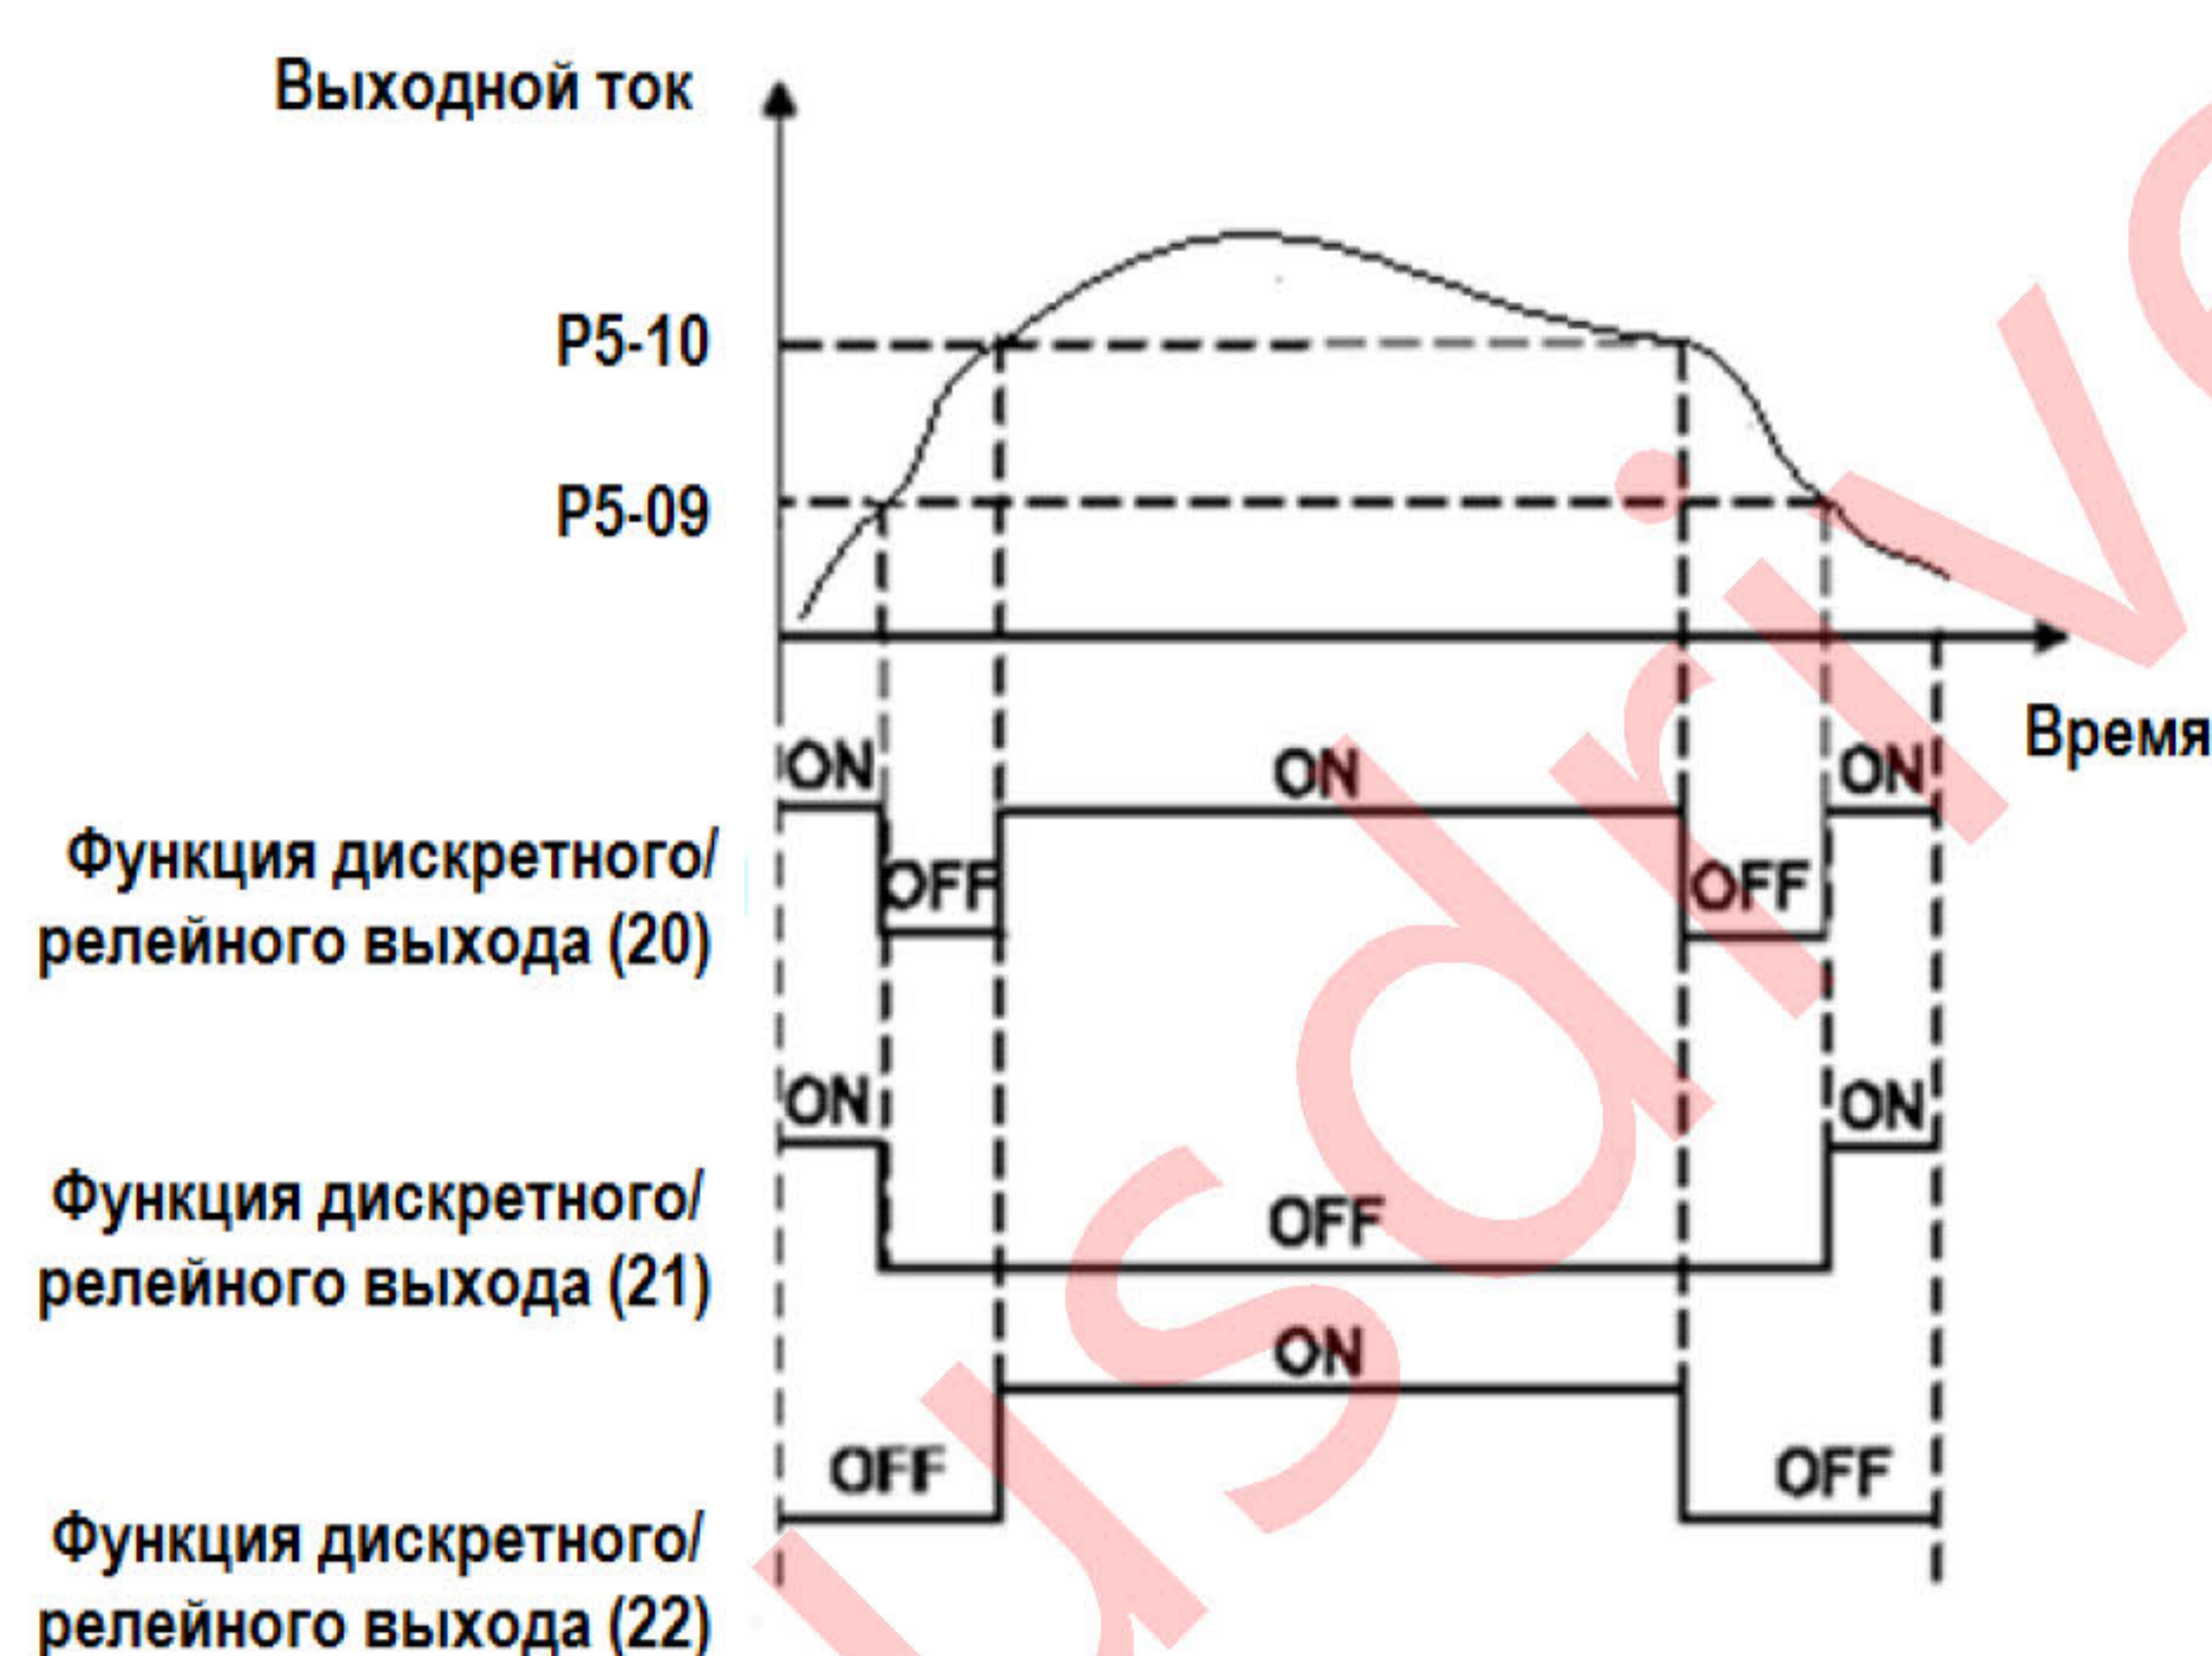 Выходной ток
P5-10
P5-09
Время
ON
ON
ON
Функция дискретного/
релейного выхода (20)
OFF
OFF
ON
ON
Функция дискретного/
релейного выхода (21)
OFF
ON
Функция дискретного/
релейного выхода (22)
OFF
OFF
usdriv